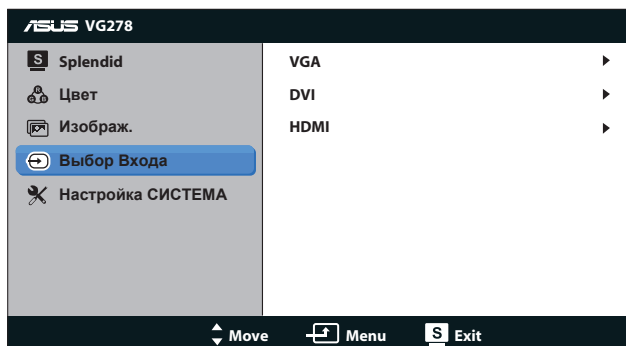 ASUS VG278
S Splendid
Цвет
Изображ.
Выбор Входа
Настройка СИСТЕМА
VGA
DVI
HDMI
Move Menu S Exit